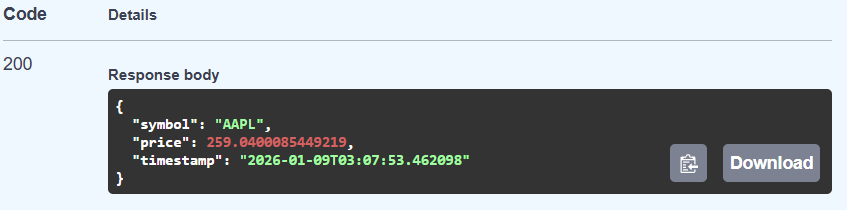 Code Details
200
Response body
{
"symbol": "AAPL",
"price": 259.0400085449219,
"timestamp": "2026-01-09T03:07:53.462098"
}
Download